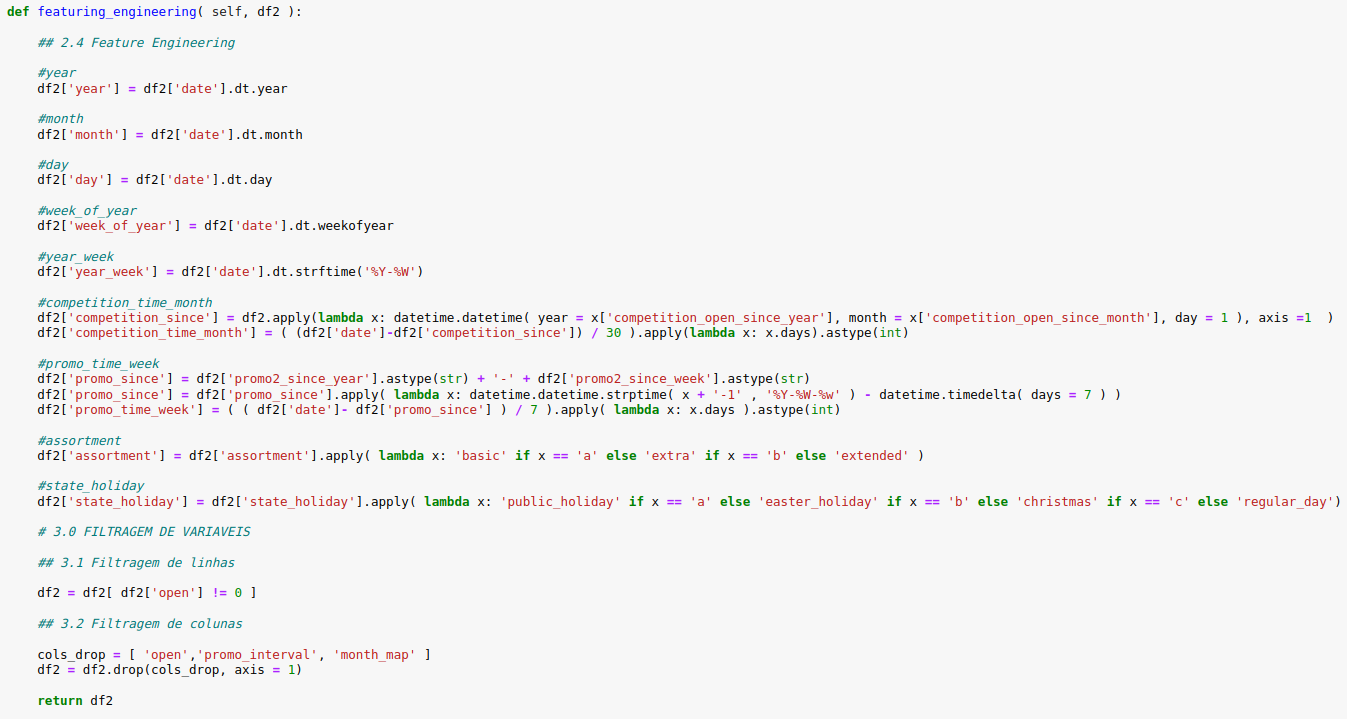 def featuring_engineering( self, df2 ):
## 2.4 Feature Engineering
#year
df2['year'] = df2['date'].dt.year
#month
df2['month'] = df2['date'].dt.month
#day
df2['day'] = df2['date'].dt.day
#week_of_year
df2['week_of_year'] = df2['date'].dt.weekofyear
#year_week
df2['year_week'] = df2['date'].dt.strftime('%Y-%W')
#competition_time_month
df2['competition_since'] = df2.apply(lambda x: datetime.datetime( year = x['competition_open_since_year'], month = x['competition_open_since_month'], day = 1 ), axis =1  )
df2['competition_time_month'] = ( (df2['date']-df2['competition_since']) / 30 ).apply(lambda x: x.days).astype(int)
#promo_time_week
df2['promo_since'] = df2['promo2_since_year'].astype(str) + '-' + df2['promo2_since_week'].astype(str)
df2['promo_since'] = df2['promo_since'].apply( lambda x: datetime.datetime.strptime( x + '-1' , '%Y-%W-%w' ) - datetime.timedelta( days = 7 ) )
df2['promo_time_week'] = ( ( df2['date']- df2['promo_since'] ) / 7 ).apply( lambda x: x.days ).astype(int)
#assortment
df2['assortment'] = df2['assortment'].apply( lambda x: 'basic' if x == 'a' else 'extra' if x == 'b' else 'extended' )
#state_holiday
df2['state_holiday'] = df2['state_holiday'].apply( lambda x: 'public_holiday' if x == 'a' else 'easter_holiday' if x == 'b' else 'christmas' if x == 'c' else 'regular_day')
# 3.0 FILTRAGEM DE VARIAVEIS
## 3.1 Filtragem de linhas
df2 = df2[ df2['open'] != 0 ]
## 3.2 Filtragem de colunas
cols_drop = [ 'open','promo_interval', 'month_map' ]
df2 = df2.drop(cols_drop, axis = 1)
return df2